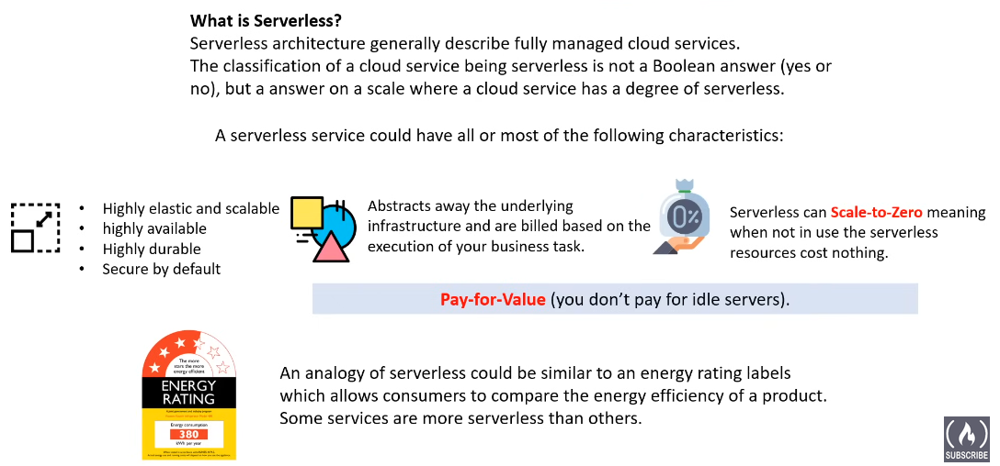 What is Serverless?
Serverless architecture generally describe fully managed cloud services.
The classification of a cloud service being serverless is not a Boolean answer (yes or
no), but a answer on a scale where a cloud service has a degree of serverless.
A serverless service could have all or most of the following characteristics:
• Highly elastic and scalable
• highly available
• Highly durable
• Secure by default
Abstracts away the underlying
infrastructure and are billed based on the
execution of your business task.
0%
Serverless can Scale-to-Zero meaning
when not in use the serverless
resources cost nothing.
Pay-for-Value (you don't pay for idle servers).
The more
stars the more
energy efficient
ENERGY
RATING
Energy consumption
380
kWh per year
An analogy of serverless could be similar to an energy rating labels
which allows consumers to compare the energy efficiency of a product.
Some services are more serverless than others.
SUBSCRIBE